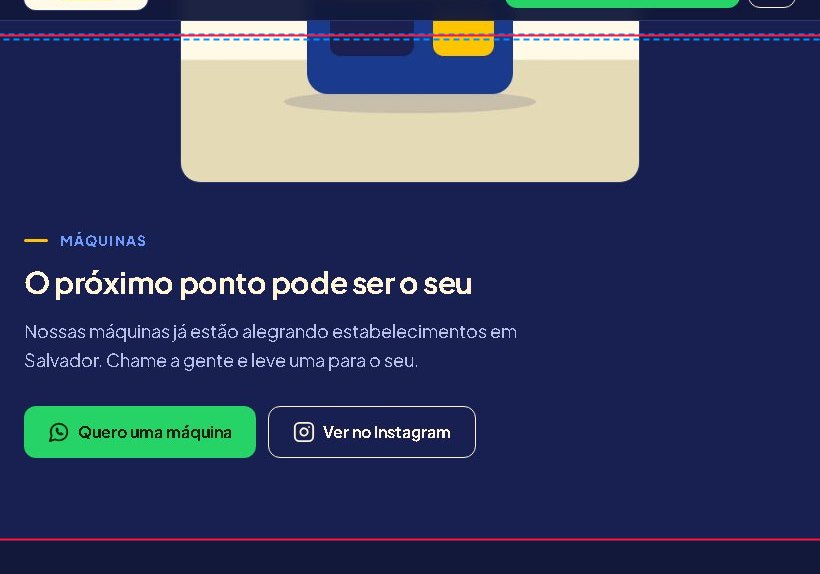 MÁQUINAS
O próximo ponto pode ser o seu
Nossas máquinas já estão alegrando estabelecimentos em
Salvador. Chame a gente e leve uma para o seu.
Quero uma máquina
Ver no Instagram